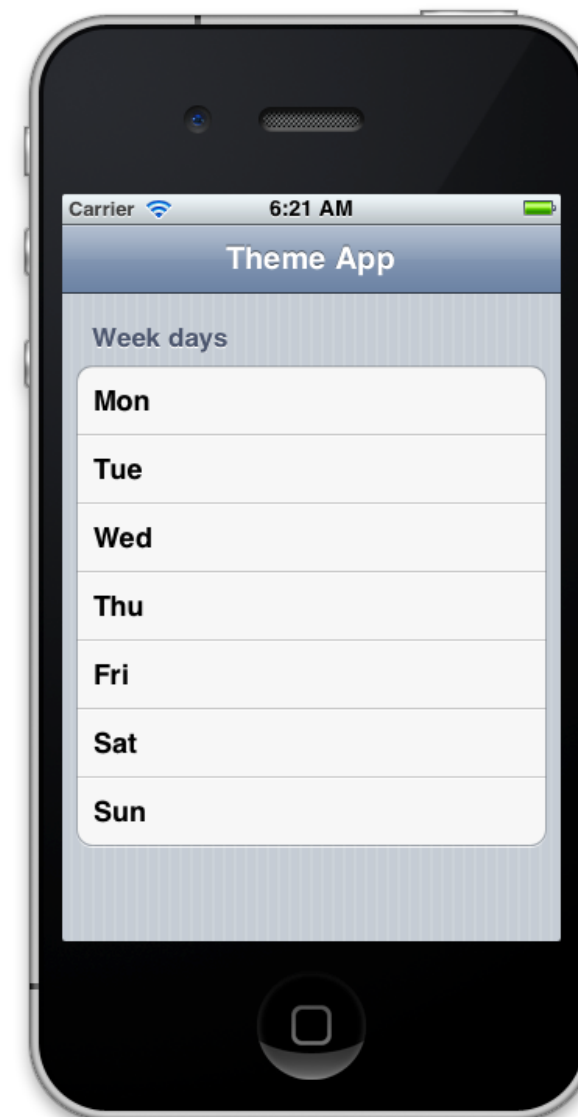 Carrier 6:21 AM
Theme App
Week days
Mon
Tue
Wed
Thu
Fri
Sat
Sun